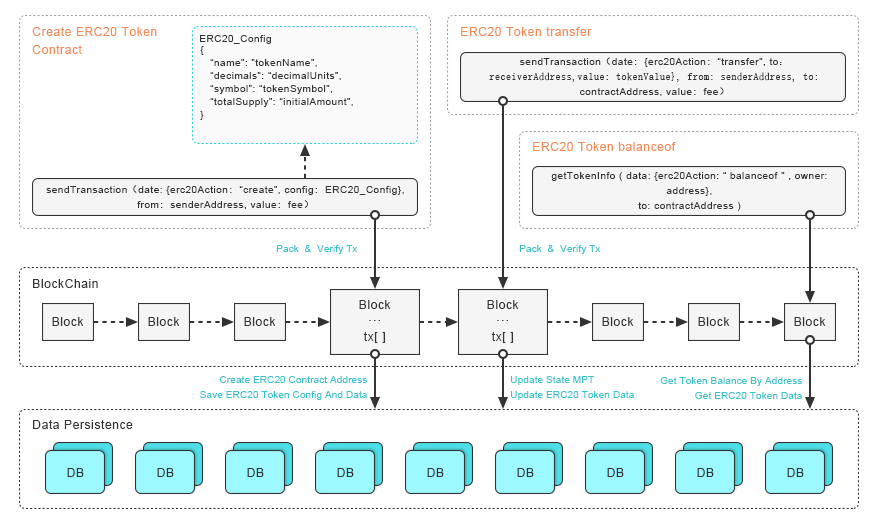 Create ERC20 Token
Contract
ERC20_Config
{
“name”: “tokenName”,
“decimals”: “decimalUnits”,
“symbol”: “tokenSymbol”,
“totalSupply”: “initialAmount”,
}
sendTransaction（date: {erc20Action: “create”, config: ERC20_Config},
from: senderAddress, value: fee）
ERC20 Token transfer
sendTransaction（date: {erc20Action: “transfer”, to:
receiverAddress, value: tokenValue}, from: senderAddress, to:
contractAddress, value: fee）
ERC20 Token balanceof
getTokenInfo ( data: {erc20Action: “ balanceof ” , owner:
address},
to: contractAddress )
Pack & Verify Tx
Pack & Verify Tx
BlockChain
Block
Block
Block
Block
...
tx[ ]
Block
...
tx[ ]
Block
Block
Block
Create ERC20 Contract Address
Save ERC20 Token Config And Data
Update State MPT
Update ERC20 Token Data
Get Token Balance By Address
Get ERC20 Token Data
Data Persistence
DB
DB
DB
DB
DB
DB
DB
DB
DB